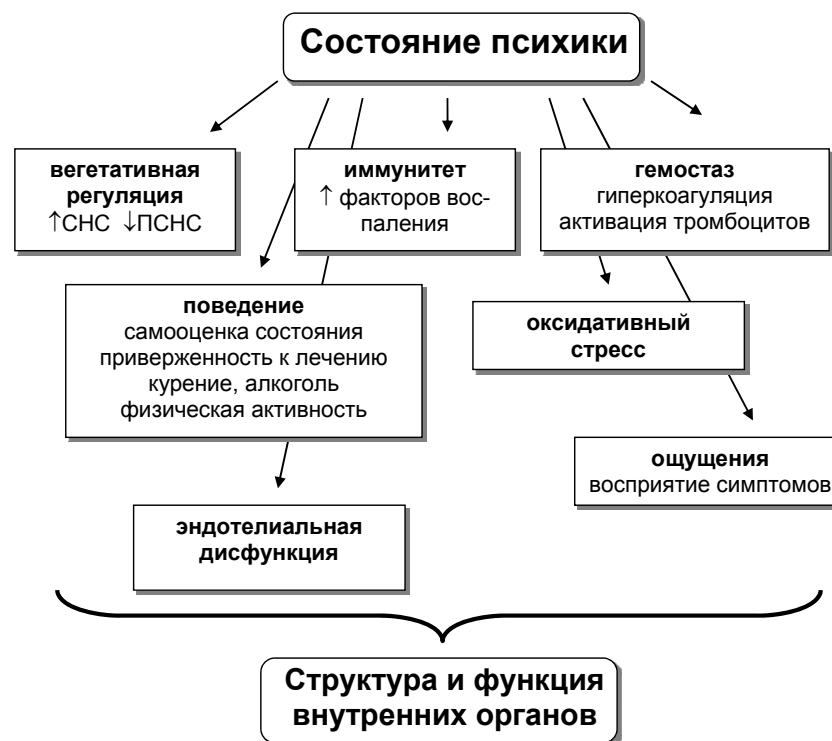 Состояние психики
вегетативная
регуляция
↑СНС ↓ПСНС
иммунитет
↑ факторов вос-
паления
гемостаз
гиперкоагуляция
активация тромбоцитов
поведение
самооценка состояния
приверженность к лечению
курение, алкоголь
физическая активность
оксидативный
стресс
ощущения
восприятие симптомов
эндотелиальная
дисфункция
Структура и функция
внутренних органов